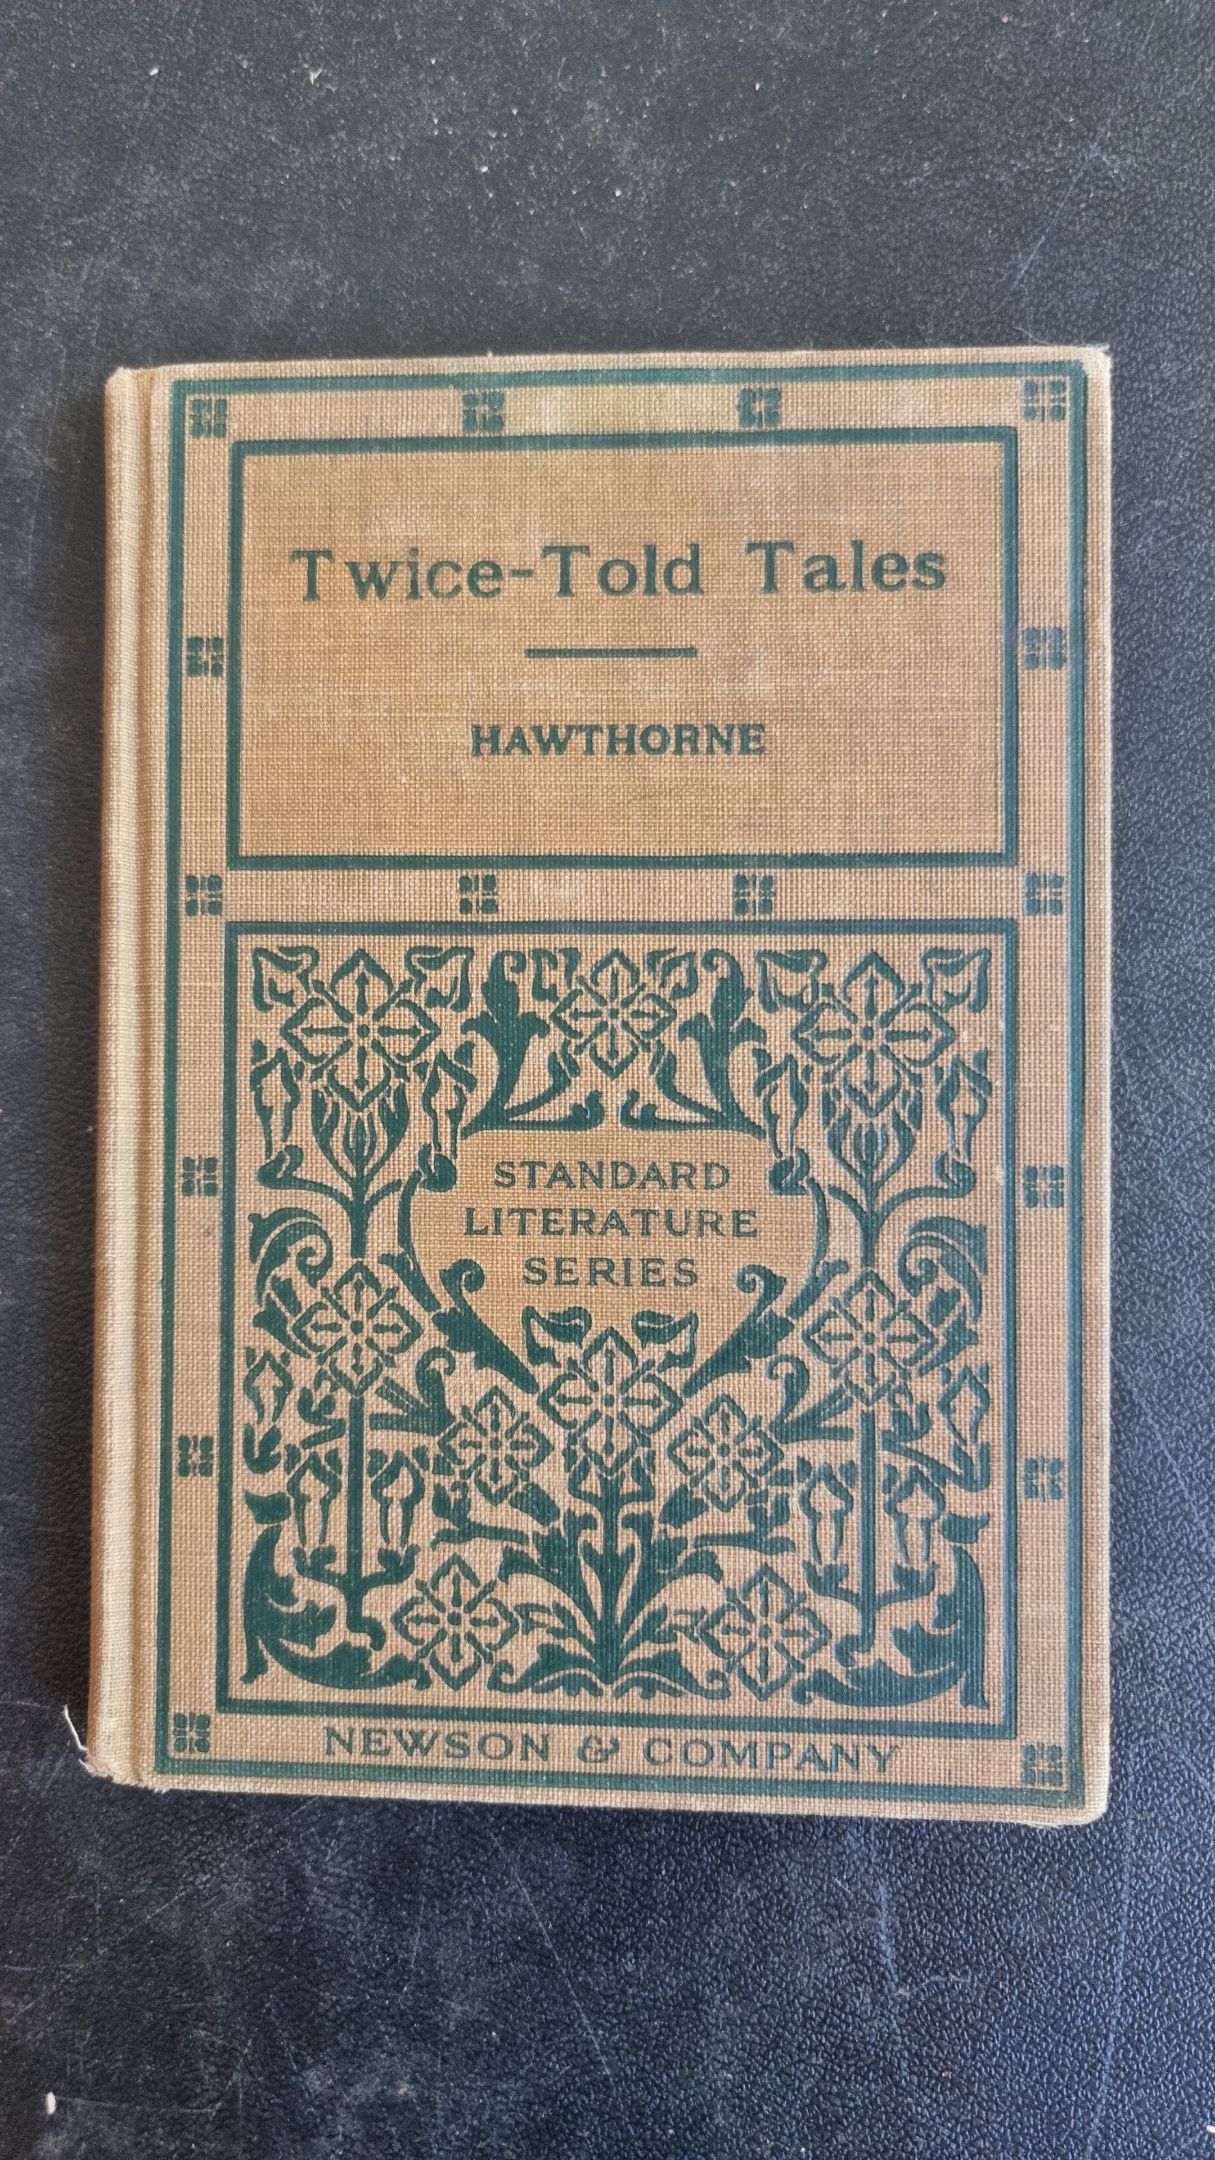 Twice-Told Tales
HAWTHORNE
STANDARD
LITERATURE
SERIES
NEWSON & COMPANY